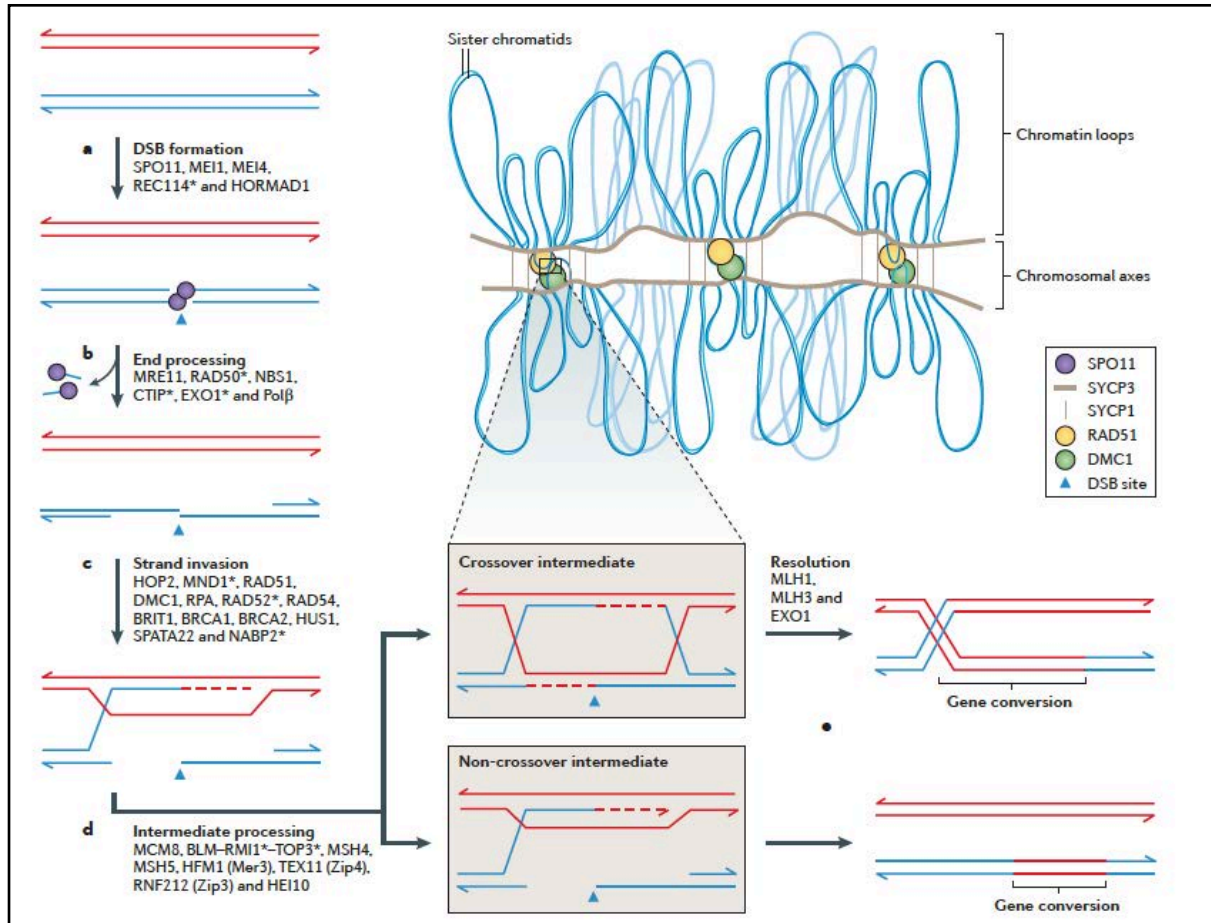 Sister chromatids
Chromatin loops
Chromosomal axes
SPO11
SYCP3
SYCP1
RAD51
DMC1
DSB site
a
DSB formation
SPO11, MEI1, MEI4,
REC114* and HORMAD1
b
End processing
MRE11, RAD50*, NBS1,
CTIP*, EXO1* and Polβ
c
Strand invasion
HOP2, MND1*, RAD51,
DMC1, RPA, RAD52*, RAD54,
BRIT1, BRCA1, BRCA2, HUS1,
SPATA22 and NABP2*
d
Intermediate processing
MCM8, BLM–RMI1*–TOP3*, MSH4,
MSH5, HFM1 (Mer3), TEX11 (Zip4),
RNF212 (Zip3) and HEI10
Crossover intermediate
Non-crossover intermediate
Resolution
MLH1,
MLH3 and
EXO1
Gene conversion
e
Gene conversion